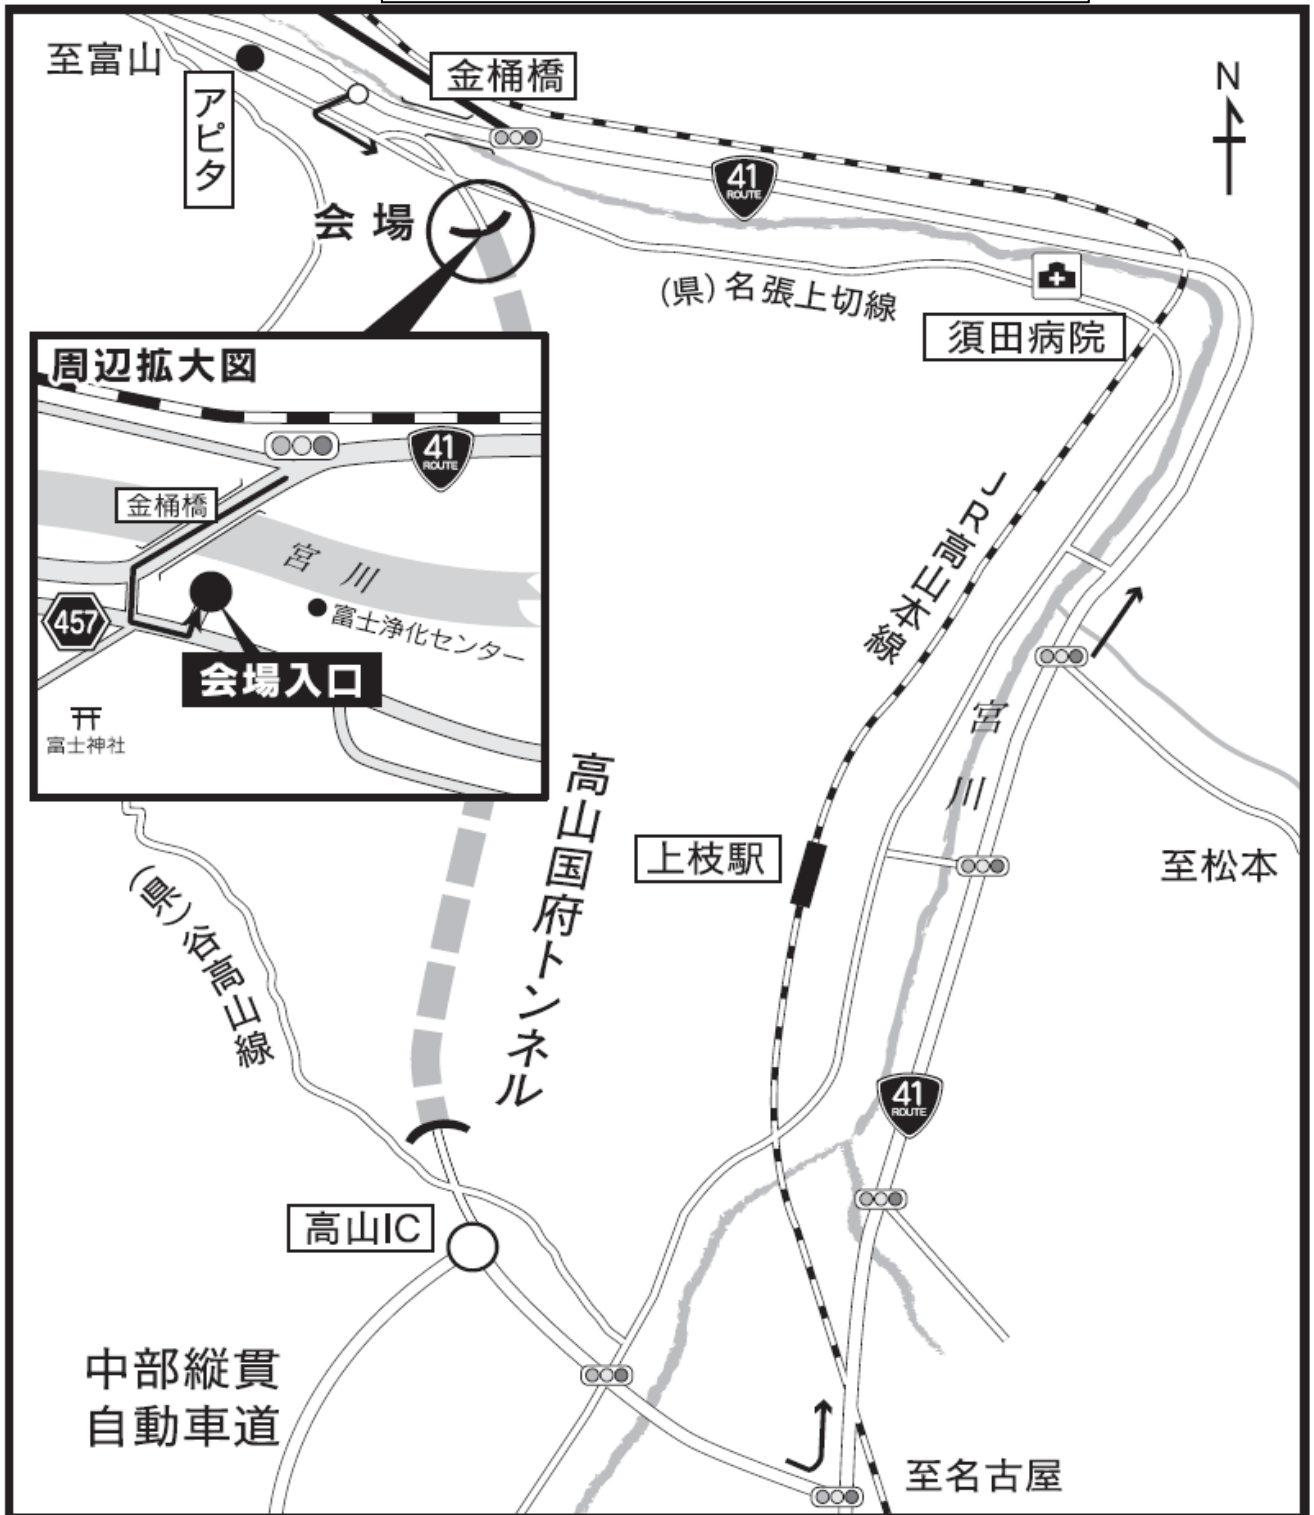 至富山
アピタ
金桶橋
N
41
ROUTE
会場
(県)名張上切線
須田病院
周辺拡大図
41
ROUTE
金桶橋
宮川
457
富士浄化センター
会場入口
富士神社
JR高山本線
宮川
高山国府トンネル
上枝駅
至松本
(県)谷高山線
41
ROUTE
高山IC
中部縦貫
自動車道
至名古屋